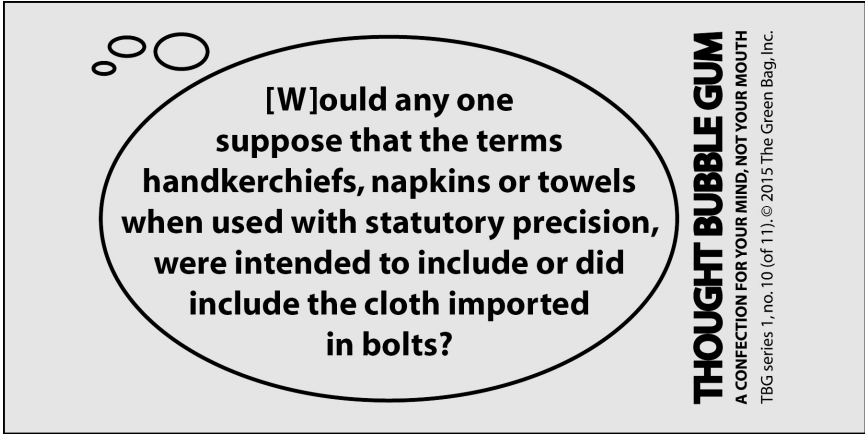 [W]ould any one
suppose that the terms
handkerchiefs, napkins or towels
when used with statutory precision,
were intended to include or did
include the cloth imported
in bolts?
THOUGHT BUBBLE GUM
A CONFECTION FOR YOUR MIND, NOT YOUR MOUTH
TBG series 1, no. 10 (of 11). © 2015 The Green Bag, Inc.